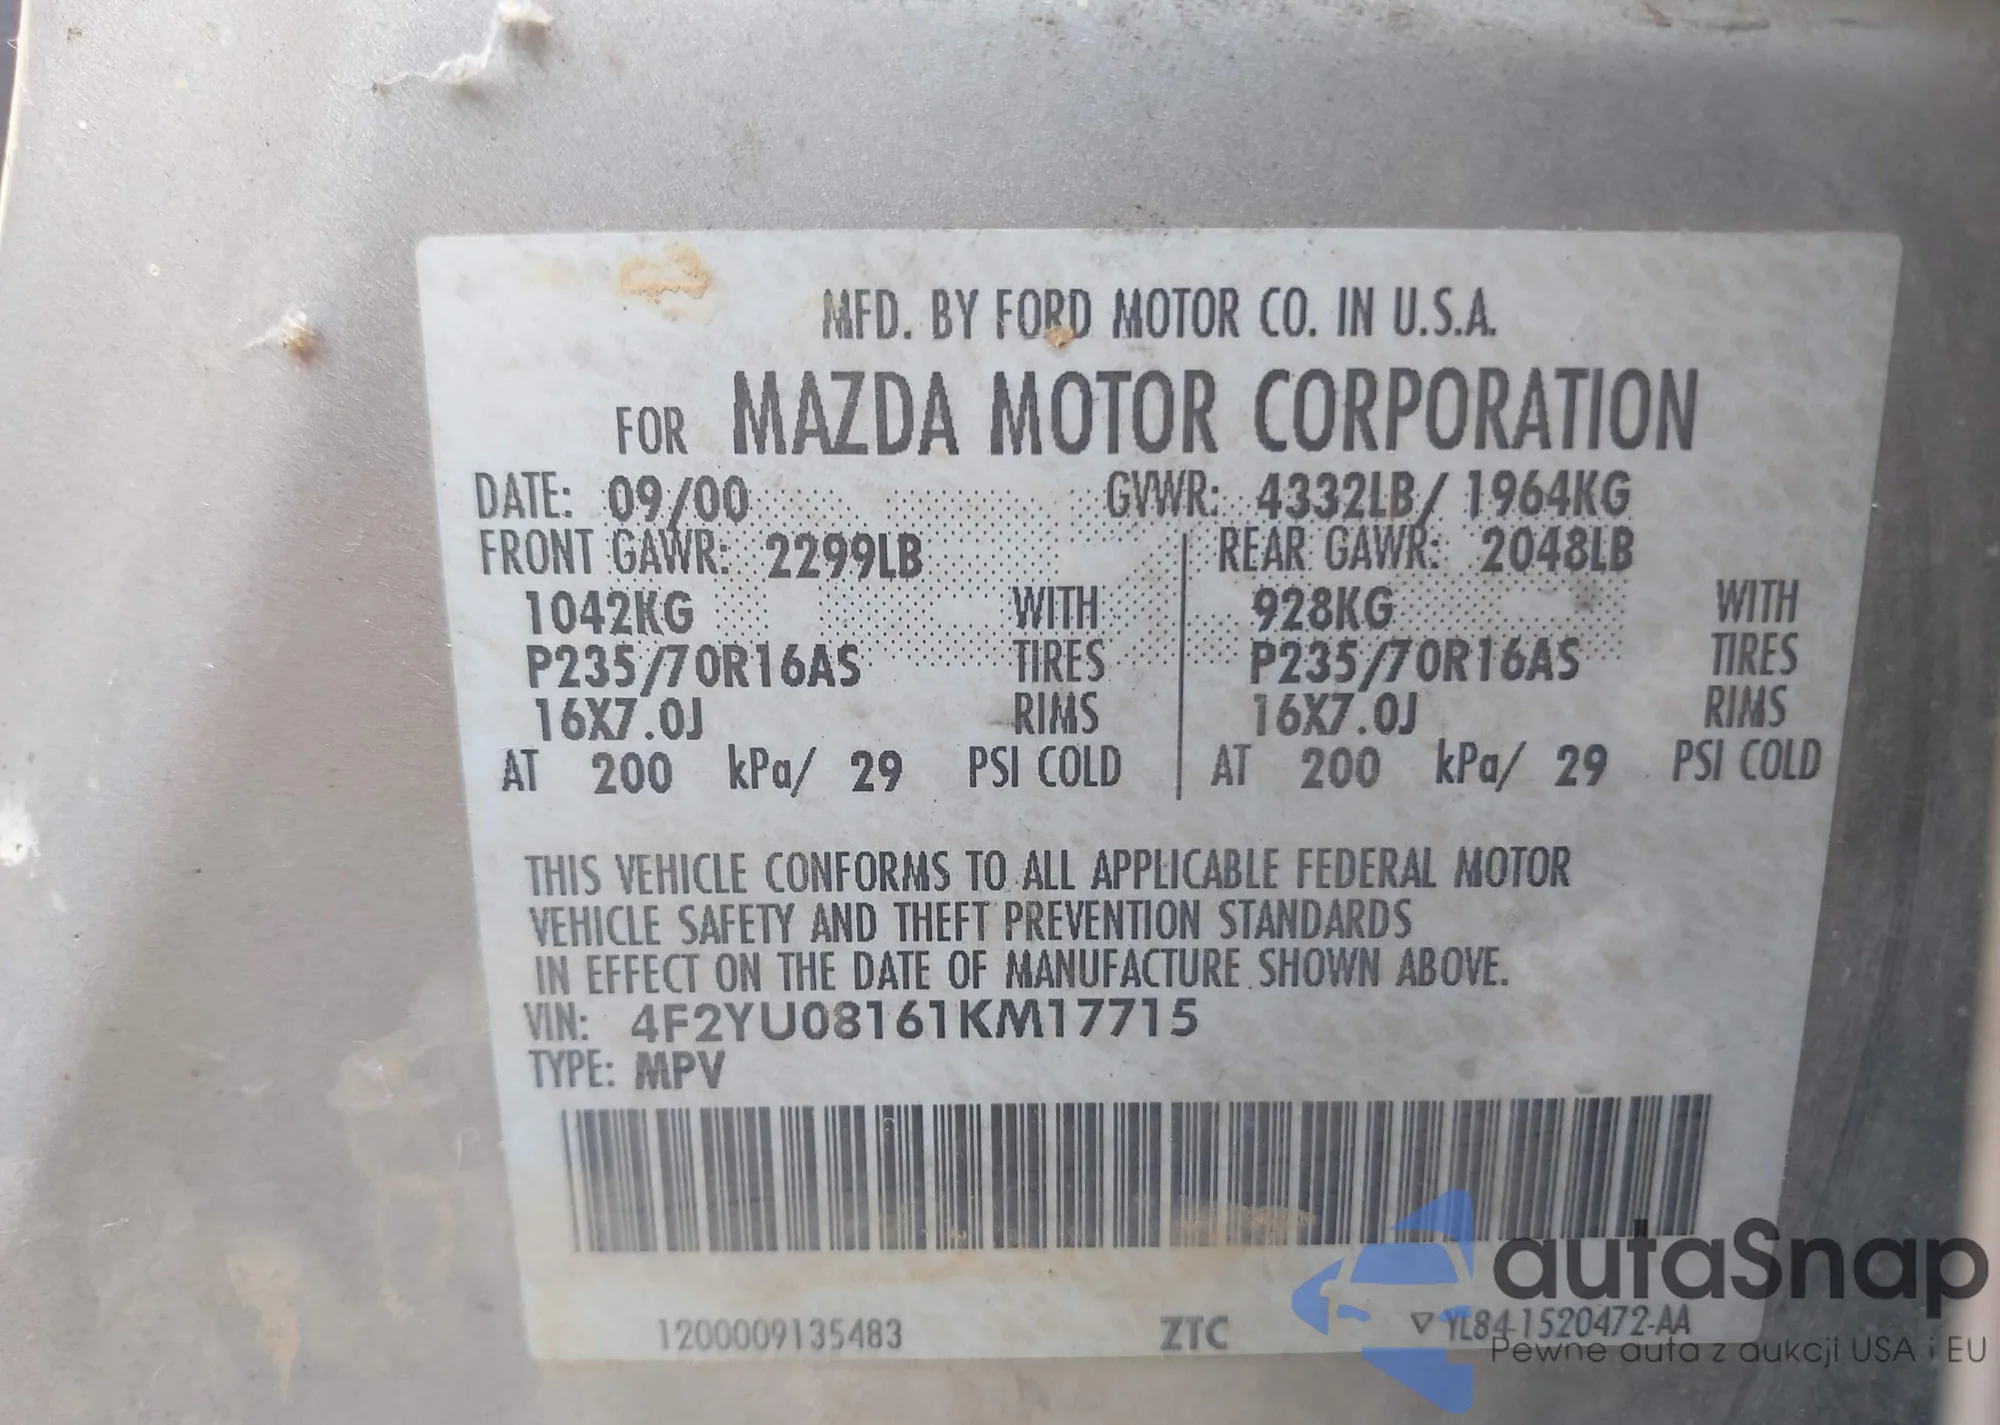 MFD. BY FORD MOTOR CO. IN U.S.A.
FOR MAZDA MOTOR CORPORATION
DATE: 09/00 GVWR: 4332LB/ 1964KG
FRONT GAWR: 2299LB REAR GAWR: 2048LB
1042KG WITH 928KG WITH
P235/70R16AS TIRES P235/70R16AS TIRES
16X7.0J RIMS 16X7.0J RIMS
AT 200 kPa/ 29 PSI COLD AT 200 kPa/ 29 PSI COLD
THIS VEHICLE CONFORMS TO ALL APPLICABLE FEDERAL MOTOR
VEHICLE SAFETY AND THEFT PREVENTION STANDARDS
IN EFFECT ON THE DATE OF MANUFACTURE SHOWN ABOVE.
VIN: 4F2YU08161KM17715
TYPE: MPV
1200009135483 ZTC ▽ YL84-1520472-AA
autaSnap
Pewne auta z aukcji USA i EU